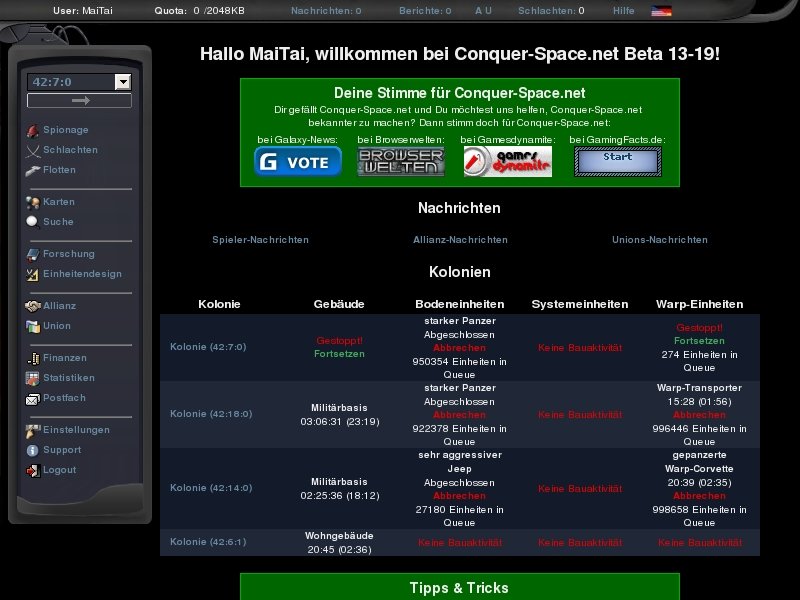 User: MaiTai Quota: 0 /2048KB Nachrichten: 0 Berichte: 0 A U Schlachten: 0 Hilfe
42:7:0
Spionage
Schlachten
Flotten
Karten
Suche
Forschung
Einheitendesign
Allianz
Union
Finanzen
Statistiken
Postfach
Einstellungen
Support
Logout
Hallo MaiTai, willkommen bei Conquer-Space.net Beta 13-19!
Deine Stimme für Conquer-Space.net
Dir gefällt Conquer-Space.net und Du möchtest uns helfen, Conquer-Space.net
bekannter zu machen? Dann stimm doch für Conquer-Space.net:
bei Galaxy-News: bei Browserwelten: bei Gamesdynamite: bei GamingFacts.de:
G VOTE
BROWSER
WELTEN
games
dynamite
Start
Nachrichten
Spieler-Nachrichten Allianz-Nachrichten Unions-Nachrichten
Kolonien
Kolonie Gebäude Bodeneinheiten Systemeinheiten Warp-Einheiten
Kolonie (42:7:0)
Gestoppt!
Fortsetzen
starker Panzer
Abgeschlossen
Abbrechen
950354 Einheiten in
Queue
Keine Bauaktivität
Gestoppt!
Fortsetzen
274 Einheiten in
Queue
Kolonie (42:18:0)
Militärbasis
03:06:31 (23:19)
starker Panzer
Abgeschlossen
Abbrechen
922378 Einheiten in
Queue
Keine Bauaktivität
Warp-Transporter
15:28 (01:56)
Abbrechen
996446 Einheiten in
Queue
Kolonie (42:14:0)
Militärbasis
02:25:36 (18:12)
sehr aggressiver
Jeep
Abgeschlossen
Abbrechen
27180 Einheiten in
Queue
Keine Bauaktivität
gepanzerte
Warp-Corvette
20:39 (02:35)
Abbrechen
998658 Einheiten in
Queue
Kolonie (42:6:1)
Wohngebäude
20:45 (02:36)
Keine Bauaktivität
Keine Bauaktivität
Keine Bauaktivität
Tipps & Tricks